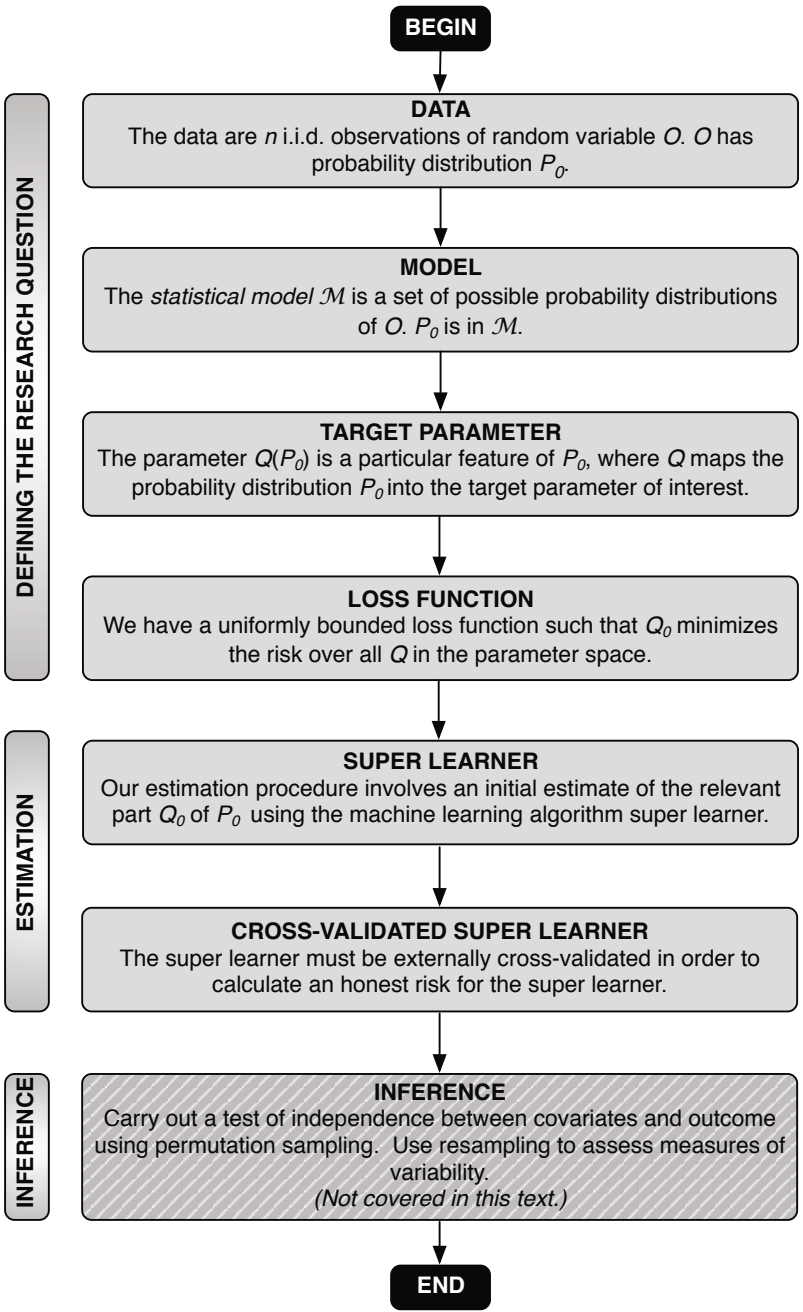 BEGIN
DEFINING THE RESEARCH QUESTION
DATA
The data are n i.i.d. observations of random variable O. O has
probability distribution P₀.
MODEL
The statistical model ℳ is a set of possible probability distributions
of O. P₀ is in ℳ.
TARGET PARAMETER
The parameter Q(P₀) is a particular feature of P₀, where Q maps the
probability distribution P₀ into the target parameter of interest.
LOSS FUNCTION
We have a uniformly bounded loss function such that Q₀ minimizes
the risk over all Q in the parameter space.
ESTIMATION
SUPER LEARNER
Our estimation procedure involves an initial estimate of the relevant
part Q₀ of P₀ using the machine learning algorithm super learner.
CROSS-VALIDATED SUPER LEARNER
The super learner must be externally cross-validated in order to
calculate an honest risk for the super learner.
INFERENCE
INFERENCE
Carry out a test of independence between covariates and outcome
using permutation sampling. Use resampling to assess measures of
variability.
(Not covered in this text.)
END